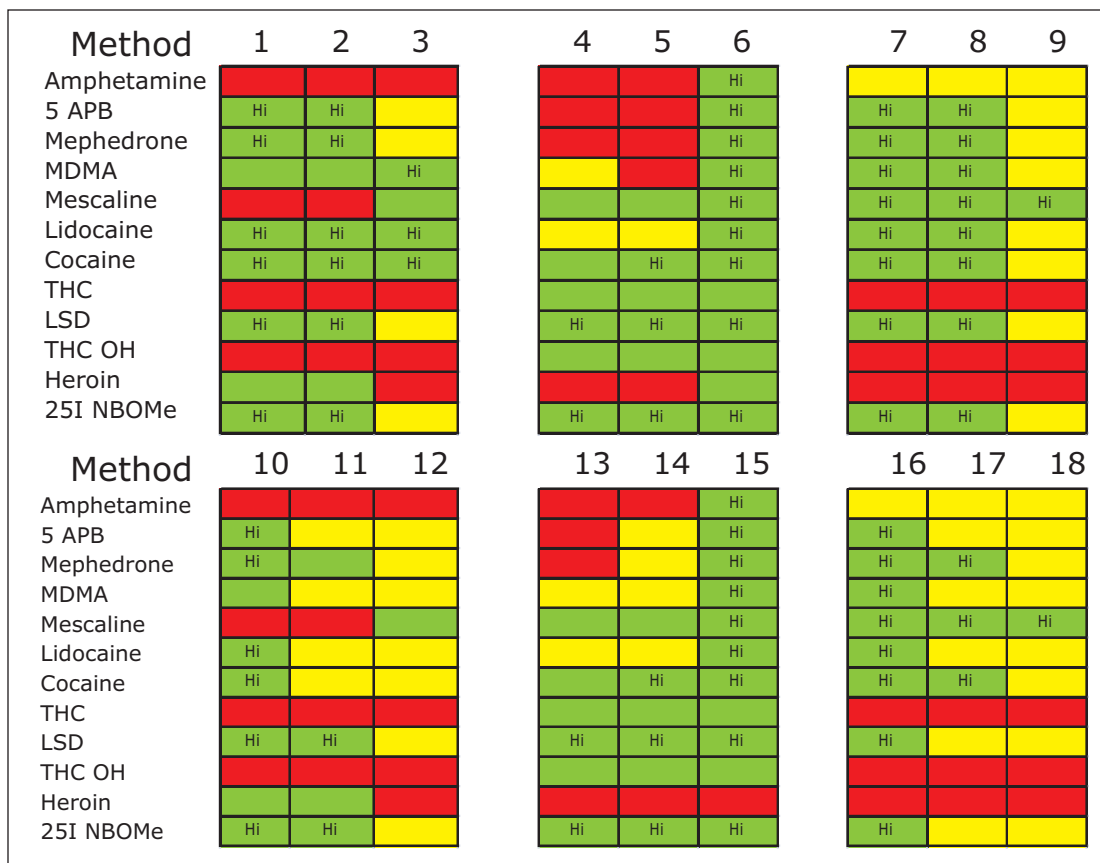 Method 1 2 3 4 5 6 7 8 9
Amphetamine Hi
5 APB Hi Hi Hi Hi Hi
Mephedrone Hi Hi Hi Hi Hi
MDMA Hi Hi Hi Hi
Mescaline Hi Hi Hi Hi
Lidocaine Hi Hi Hi Hi Hi Hi
Cocaine Hi Hi Hi Hi Hi Hi Hi
THC
LSD Hi Hi Hi Hi Hi Hi Hi
THC OH
Heroin
25I NBOMe Hi Hi Hi Hi Hi Hi Hi
Method 10 11 12 13 14 15 16 17 18
Amphetamine Hi
5 APB Hi Hi Hi
Mephedrone Hi Hi Hi Hi
MDMA Hi Hi
Mescaline Hi Hi Hi Hi
Lidocaine Hi Hi Hi
Cocaine Hi Hi Hi Hi Hi
THC
LSD Hi Hi Hi Hi Hi Hi
THC OH
Heroin
25I NBOMe Hi Hi Hi Hi Hi Hi